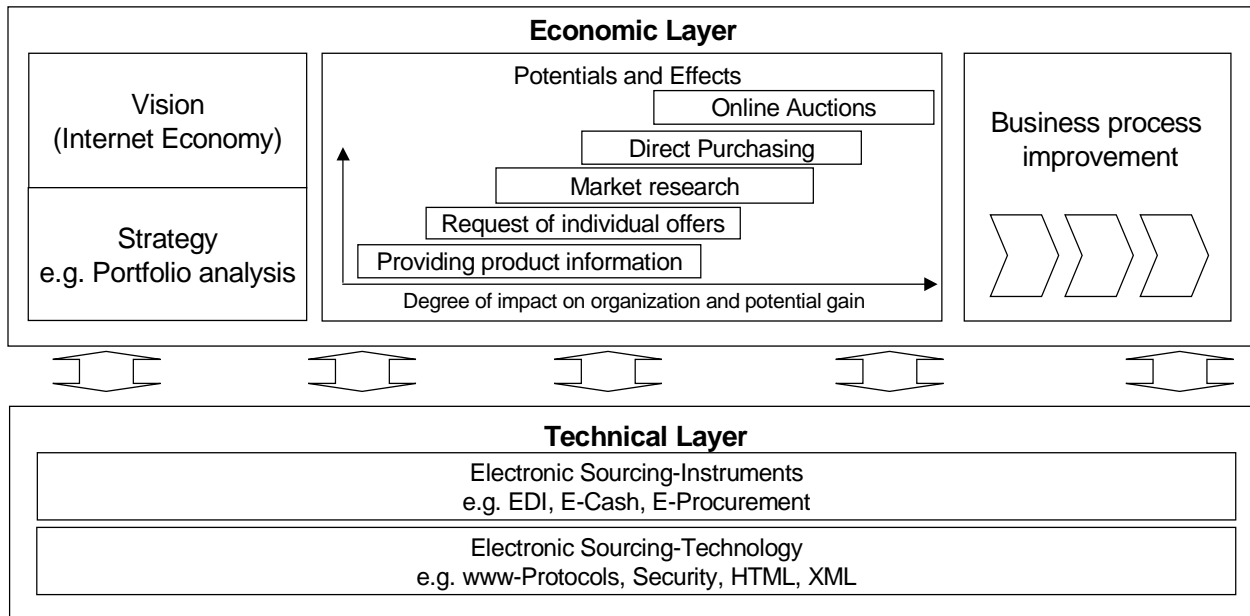 Economic Layer
Vision
(Internet Economy)
Strategy
e.g. Portfolio analysis
Potentials and Effects
Online Auctions
Direct Purchasing
Market research
Request of individual offers
Providing product information
Degree of impact on organization and potential gain
Business process
improvement
Technical Layer
Electronic Sourcing-Instruments
e.g. EDI, E-Cash, E-Procurement
Electronic Sourcing-Technology
e.g. www-Protocols, Security, HTML, XML